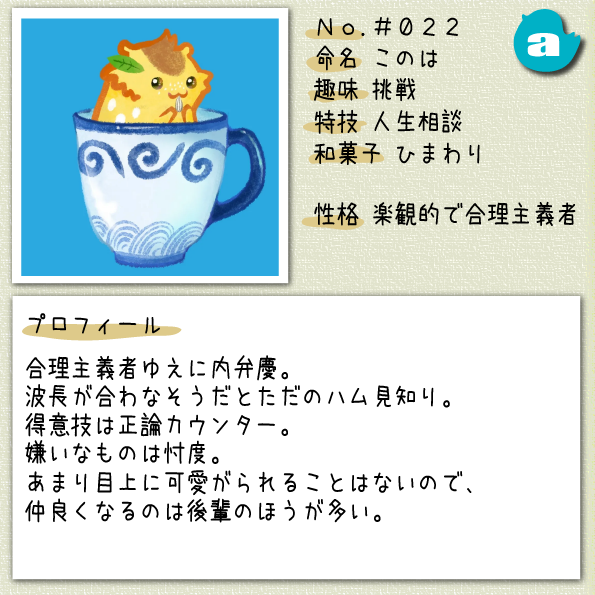 No.#022
a
命名 このは
趣味 挑戦
特技 人生相談
和菓子 ひまわり
性格 楽観的で合理主義者
プロフィール
合理主義者ゆえに内弁慶。
波長が合わなそうだとただのハム見知り。
得意技は正論カウンター。
嫌いなものは忖度。
あまり目上に可愛がられることはないので、
仲良くなるのは後輩のほうが多い。